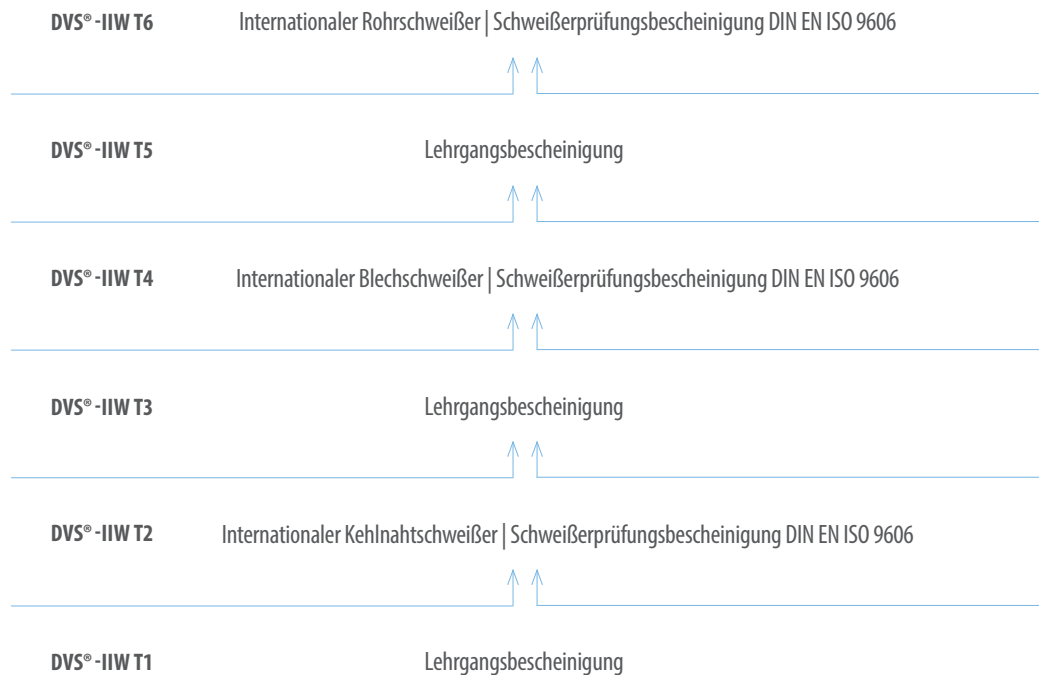 DVS® -IIW T6 Internationaler Rohrschweißer | Schweißerprüfungsbescheinigung DIN EN ISO 9606
DVS® -IIW T5 Lehrgangsbescheinigung
DVS® -IIW T4 Internationaler Blechschweißer | Schweißerprüfungsbescheinigung DIN EN ISO 9606
DVS® -IIW T3 Lehrgangsbescheinigung
DVS® -IIW T2 Internationaler Kehlnahtschweißer | Schweißerprüfungsbescheinigung DIN EN ISO 9606
DVS® -IIW T1 Lehrgangsbescheinigung